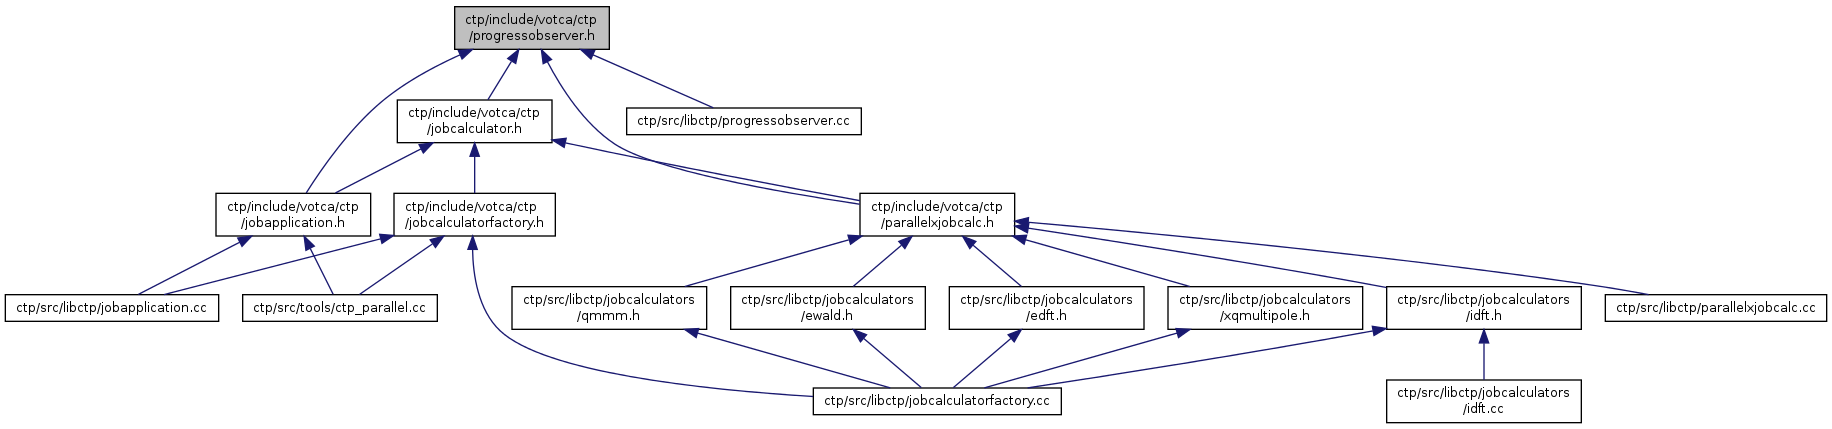 ctp/include/votca/ctp
/progressobserver.h
ctp/include/votca/ctp
/jobcalculator.h
ctp/src/libctp/progressobserver.cc
ctp/include/votca/ctp
/jobapplication.h
ctp/include/votca/ctp
/jobcalculatorfactory.h
ctp/include/votca/ctp
/parallelxjobcalc.h
ctp/src/libctp/jobapplication.cc
ctp/src/tools/ctp_parallel.cc
ctp/src/libctp/jobcalculators
/qmmm.h
ctp/src/libctp/jobcalculators
/ewald.h
ctp/src/libctp/jobcalculators
/edft.h
ctp/src/libctp/jobcalculators
/xqmultipole.h
ctp/src/libctp/jobcalculators
/idft.h
ctp/src/libctp/parallelxjobcalc.cc
ctp/src/libctp/jobcalculatorfactory.cc
ctp/src/libctp/jobcalculators
/idft.cc